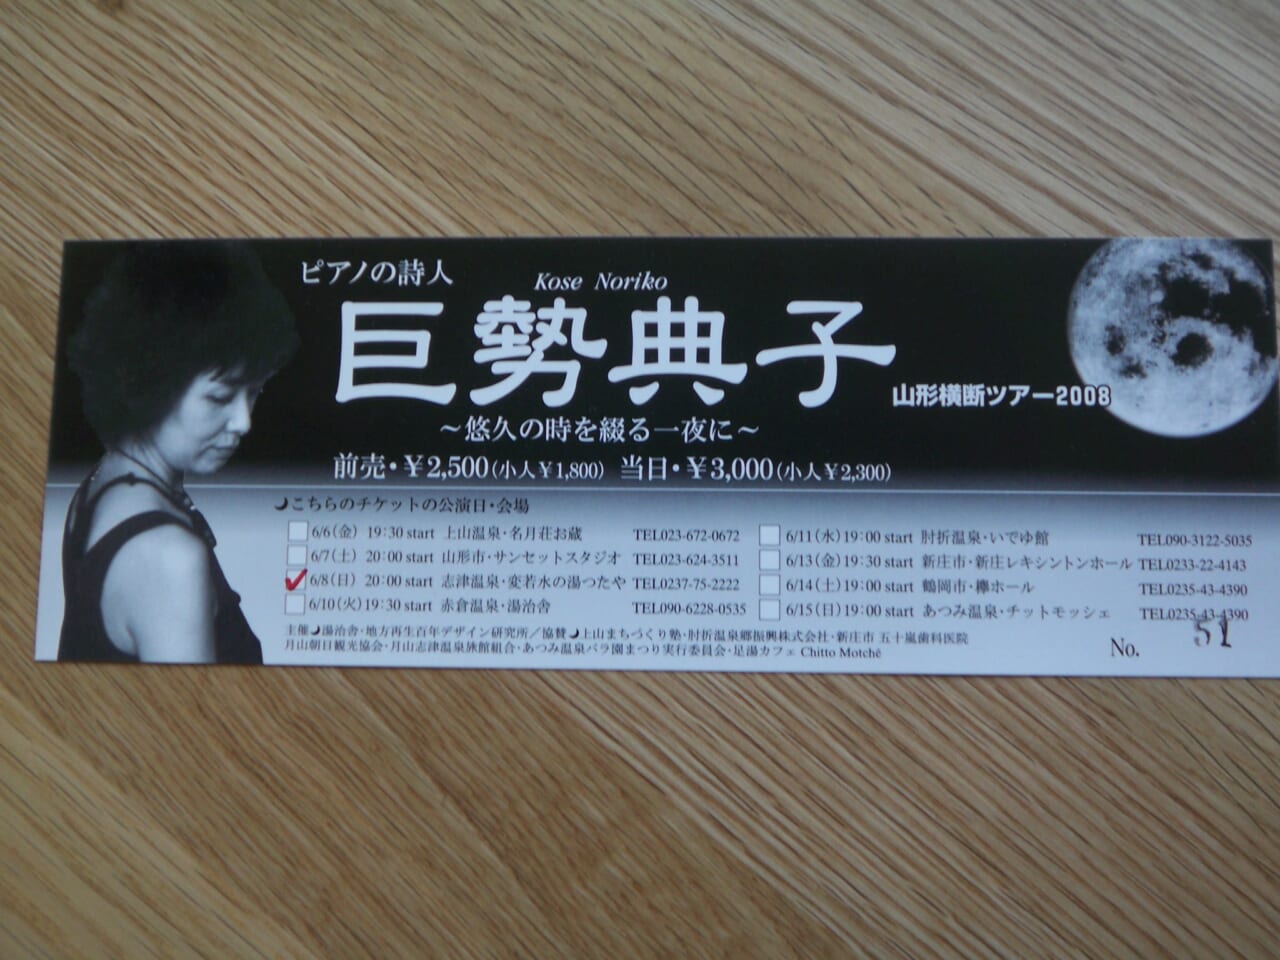 ピアノの詩人
Kose Noriko
巨勢典子
山形横断ツアー2008
～悠久の時を綴る一夜に～
前売・¥2,500(小人¥1,800) 当日・¥3,000(小人¥2,300)
こちらのチケットの公演日・会場
6/6(金) 19:30 start 上山温泉・名月荘お蔵 TEL023-672-0672
6/7(土) 20:00 start 山形市・サンセットスタジオ TEL023-624-3511
6/8(日) 20:00 start 志津温泉・変若水の湯つたや TEL0237-75-2222
6/10(火) 19:30 start 赤倉温泉・湯治舎 TEL090-6228-0535
6/11(水) 19:00 start 肘折温泉・いでゆ館 TEL090-3122-5035
6/13(金) 19:30 start 新庄市・新庄レキシントンホール TEL0233-22-4143
6/14(土) 19:00 start 鶴岡市・欅ホール TEL0235-43-4390
6/15(日) 19:00 start あつみ温泉・チットモッシェ TEL0235-43-4390
主催 湯治舎・地方再生百年デザイン研究所／協賛 上山まちづくり塾・肘折温泉郷振興株式会社・新庄市 五十嵐歯科医院
月山朝日観光協会・月山志津温泉旅館組合・あつみ温泉バラ園まつり実行委員会・足湯カフェ Chitto Motchè
No. 51